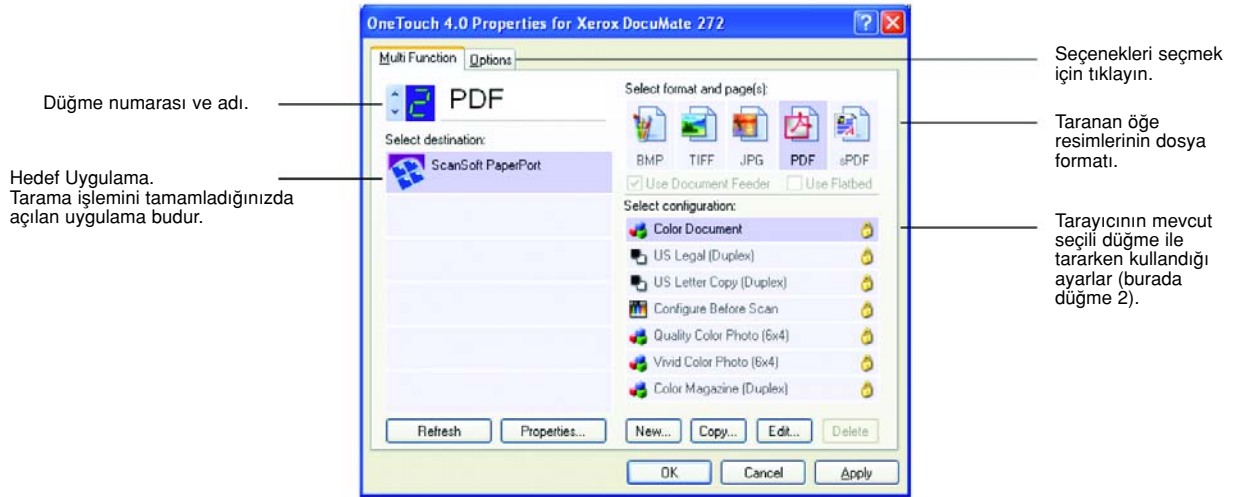 OneTouch 4.0 Properties for Xerox DocuMate 272
Multi Function
Options
2
PDF
Select destination:
ScanSoft PaperPort
Refresh
Properties...
Select format and page(s):
BMP
TIFF
JPG
PDF
sPDF
Use Document Feeder
Use Flatbed
Select configuration:
Color Document
US Legal (Duplex)
US Letter Copy (Duplex)
Configure Before Scan
Quality Color Photo (6x4)
Vivid Color Photo (6x4)
Color Magazine (Duplex)
New...
Copy...
Edit...
Delete
OK
Cancel
Apply
Düğme numarası ve adı.
Hedef Uygulama.
Tarama işlemini tamamladığınızda
açılan uygulama budur.
Seçenekleri seçmek
için tıklayın.
Taranan öğe
resimlerinin dosya
formatı.
Tarayıcının mevcut
seçili düğme ile
tararken kullandığı
ayarlar (burada
düğme 2).